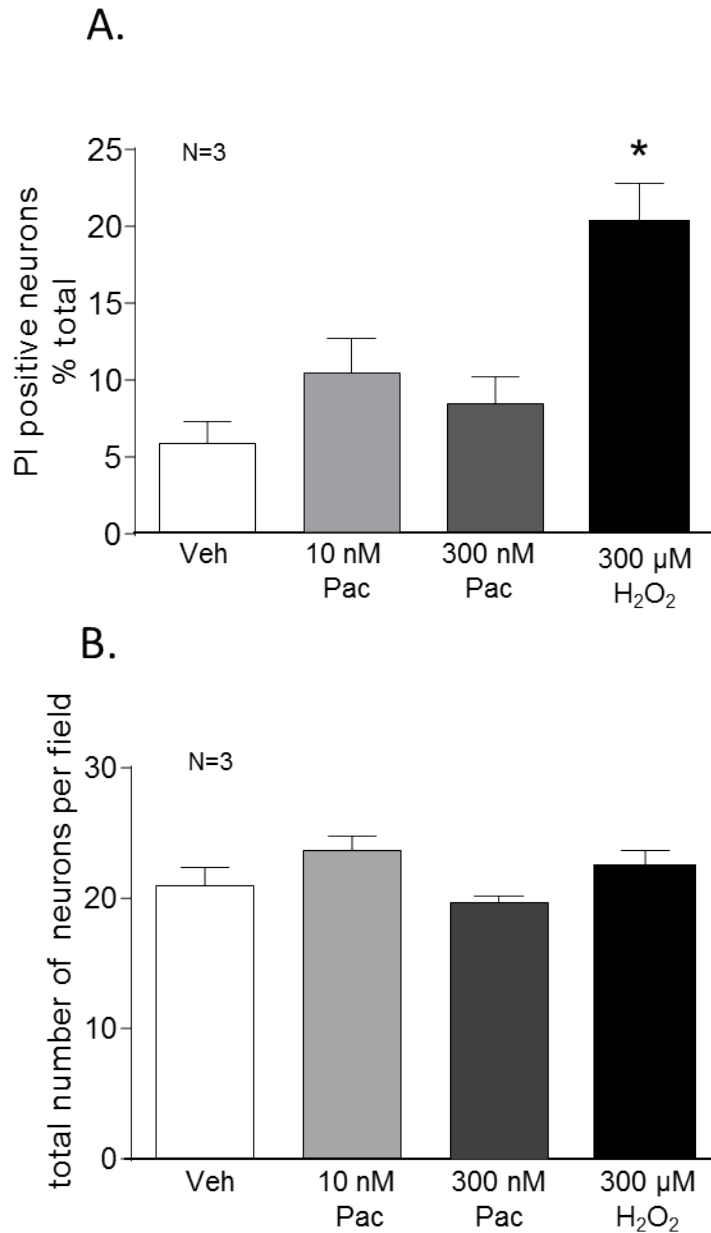 A.
PI positive neurons
% total
25
20
15
10
5
0
N=3
*
Veh
10 nM
Pac
300 nM
Pac
300 µM
H₂O₂
B.
total number of neurons per field
30
20
10
0
N=3
Veh
10 nM
Pac
300 nM
Pac
300 µM
H₂O₂